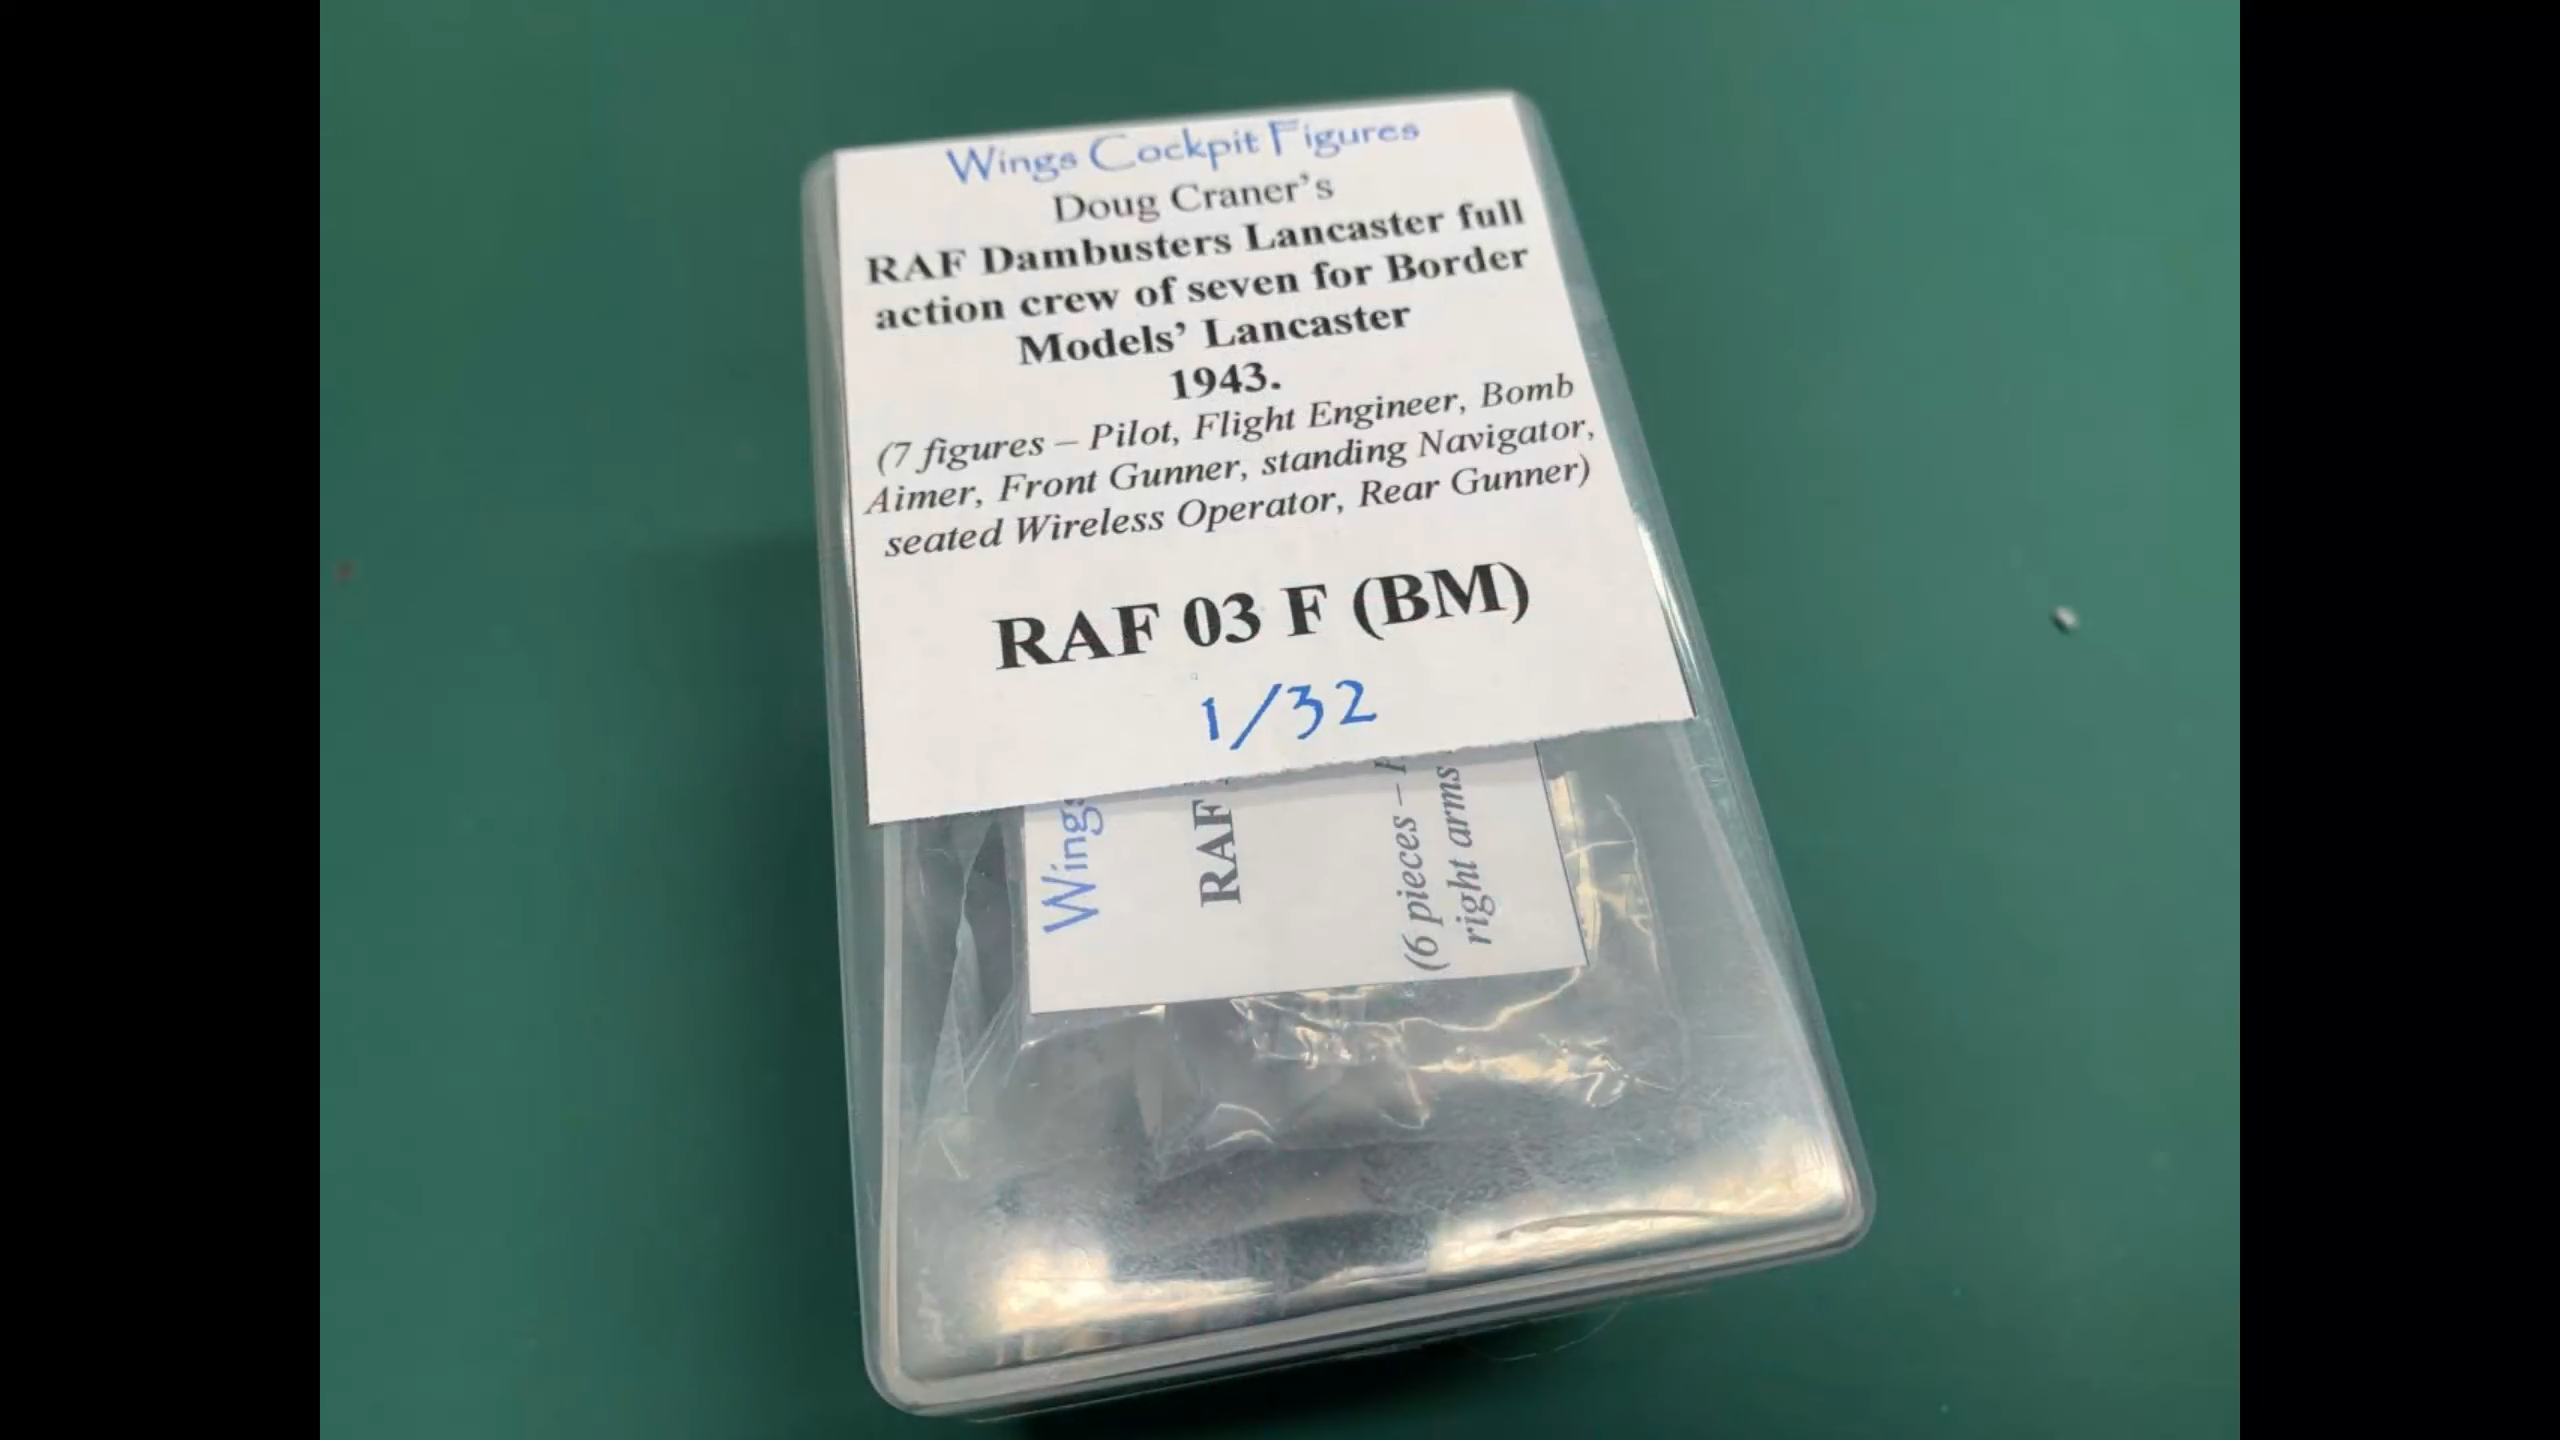 Wings Cockpit Figures
Doug Craner’s
RAF Dambusters Lancaster full
action crew of seven for Border
Models’ Lancaster
1943.
(7 figures – Pilot, Flight Engineer, Bomb
Aimer, Front Gunner, standing Navigator,
seated Wireless Operator, Rear Gunner)
RAF 03 F (BM)
1/32
Wings
RAF
(6 pieces –
right arms